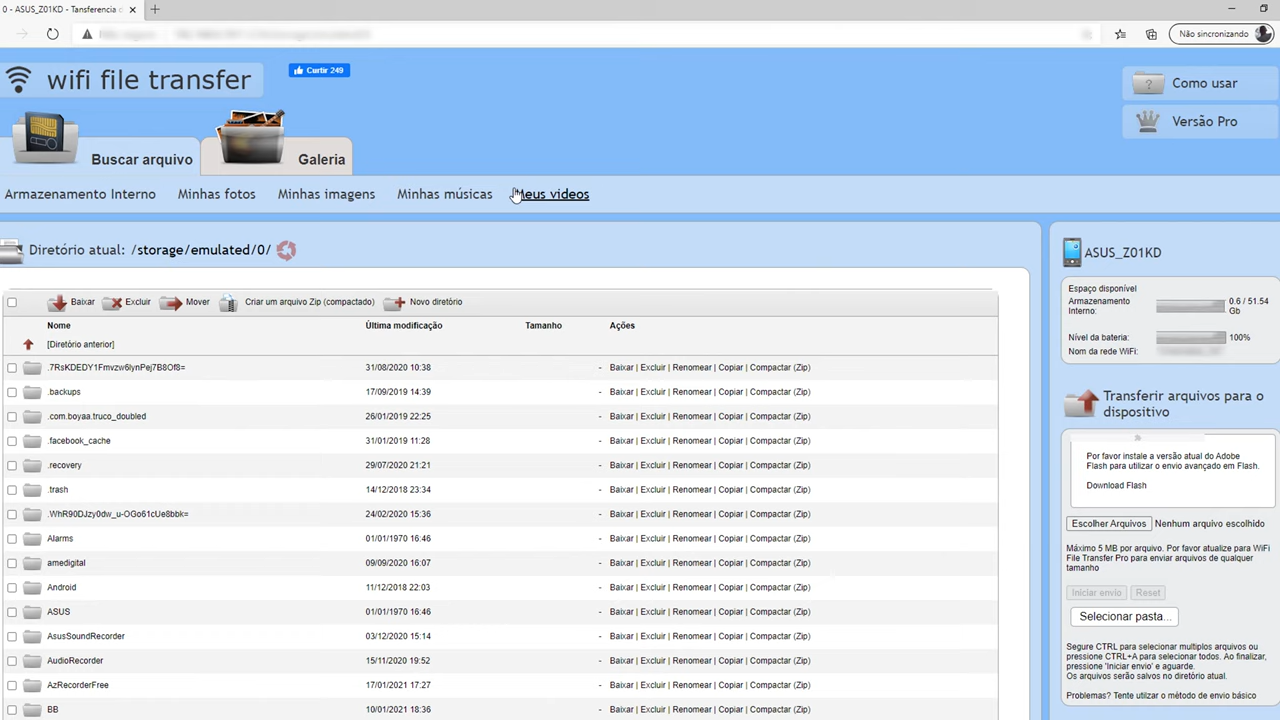 0 - ASUS_Z01KD - Tansferencia d
Não sincronizando
wifi file transfer
Curtir 249
Como usar
Versão Pro
Buscar arquivo
Galeria
Armazenamento Interno Minhas fotos Minhas imagens Minhas músicas Meus videos
Diretório atual: /storage/emulated/0/
Baixar Excluir Mover Criar um arquivo Zip (compactado) Novo diretório
Nome Última modificação Tamanho Ações
[Diretório anterior]
.7RsKDEDY1Fmvzw6lynPej7B8Of8= 31/08/2020 10:38 - Baixar | Excluir | Renomear | Copiar | Compactar (Zip)
.backups 17/09/2019 14:39 - Baixar | Excluir | Renomear | Copiar | Compactar (Zip)
.com.boyaa.truco_doubled 26/01/2019 22:25 - Baixar | Excluir | Renomear | Copiar | Compactar (Zip)
.facebook_cache 31/01/2019 11:28 - Baixar | Excluir | Renomear | Copiar | Compactar (Zip)
.recovery 29/07/2020 21:21 - Baixar | Excluir | Renomear | Copiar | Compactar (Zip)
.trash 14/12/2018 23:34 - Baixar | Excluir | Renomear | Copiar | Compactar (Zip)
.WhR90DJzy0dw_u-OGo61cUe8bbk= 24/02/2020 15:36 - Baixar | Excluir | Renomear | Copiar | Compactar (Zip)
Alarms 01/01/1970 16:46 - Baixar | Excluir | Renomear | Copiar | Compactar (Zip)
amedigital 09/09/2020 16:07 - Baixar | Excluir | Renomear | Copiar | Compactar (Zip)
Android 11/12/2018 22:03 - Baixar | Excluir | Renomear | Copiar | Compactar (Zip)
ASUS 01/01/1970 16:46 - Baixar | Excluir | Renomear | Copiar | Compactar (Zip)
AsusSoundRecorder 03/12/2020 15:14 - Baixar | Excluir | Renomear | Copiar | Compactar (Zip)
AudioRecorder 15/11/2020 19:52 - Baixar | Excluir | Renomear | Copiar | Compactar (Zip)
AzRecorderFree 17/01/2021 17:27 - Baixar | Excluir | Renomear | Copiar | Compactar (Zip)
BB 10/01/2021 18:36 - Baixar | Excluir | Renomear | Copiar | Compactar (Zip)
ASUS_Z01KD
Espaço disponível
Armazenamento
Interno:
0.6 / 51.54
Gb
Nível da bateria: 100%
Nom da rede WiFi:
Transferir arquivos para o
dispositivo
Por favor instale a versão atual do Adobe
Flash para utilizar o envio avançado em Flash.
Download Flash
Escolher Arquivos Nenhum arquivo escolhido
Máximo 5 MB por arquivo. Por favor atualize para WiFi
File Transfer Pro para enviar arquivos de qualquer
tamanho
Iniciar envio Reset
Selecionar pasta...
Segure CTRL para selecionar multiplos arquivos ou
pressione CTRL+A para selecionar todos. Ao finalizar,
pressione 'Iniciar envio' e aguarde.
Os arquivos serão salvos no diretório atual.
Problemas? Tente utilizar o método de envio básico